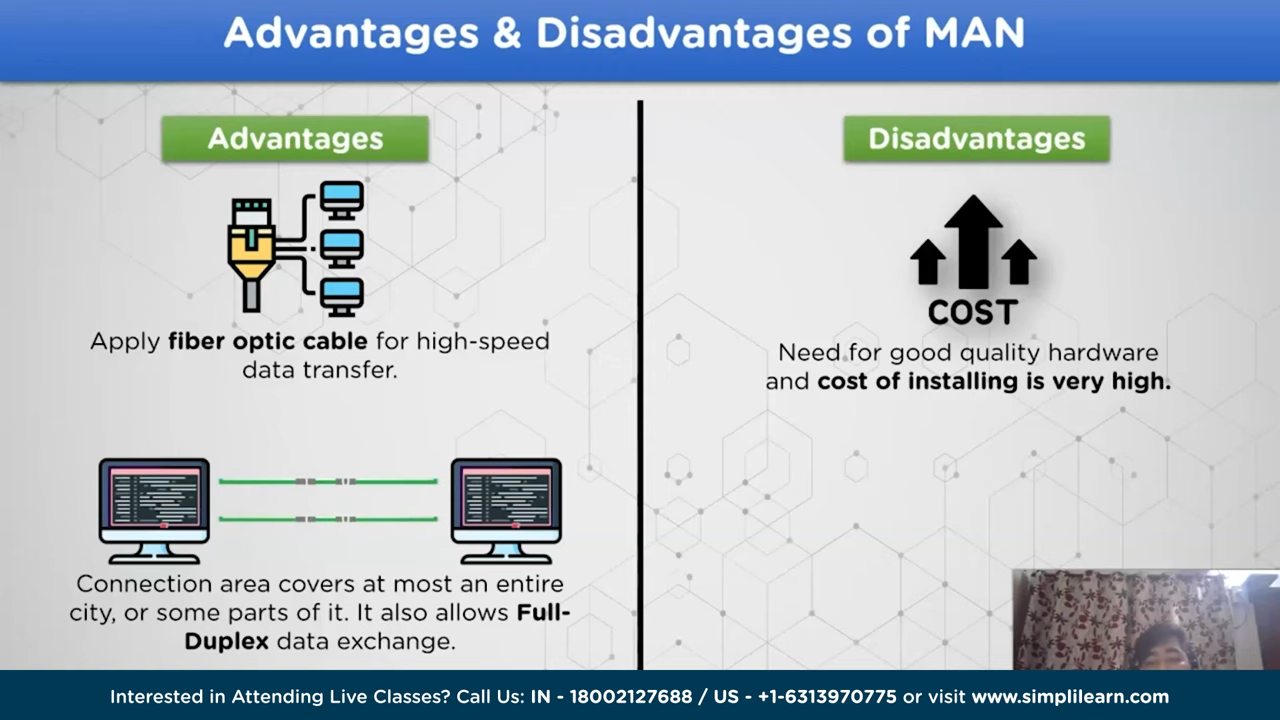 Advantages & Disadvantages of MAN
Advantages
Apply fiber optic cable for high-speed
data transfer.
Connection area covers at most an entire
city, or some parts of it. It also allows Full-
Duplex data exchange.
Disadvantages
COST
Need for good quality hardware
and cost of installing is very high.
Interested in Attending Live Classes? Call Us: IN - 18002127688 / US - +1-6313970775 or visit www.simplilearn.com